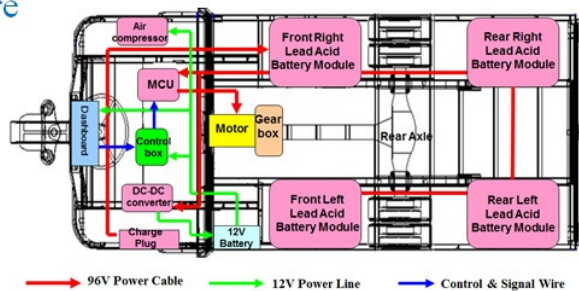 re
Air
compressor
Front Right
Lead Acid
Battery Module
Rear Right
Lead Acid
Battery Module
MCU
Dashboard
Control
box
Motor
Gear
box
Rear Axle
DC-DC
converter
Charge
Plug
12V
Battery
Front Left
Lead Acid
Battery Module
Rear Left
Lead Acid
Battery Module
96V Power Cable
12V Power Line
Control & Signal Wire